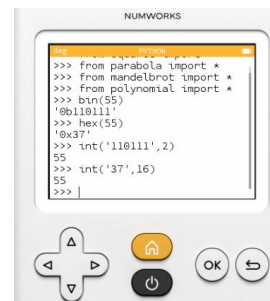 NUMWORKS
deg PYTHON
>>> from parabola import *
>>> from mandelbrot import *
>>> from polynomial import *
>>> bin(55)
'0b110111'
>>> hex(55)
'0x37'
>>> int('110111',2)
55
>>> int('37',16)
55
>>>
OK